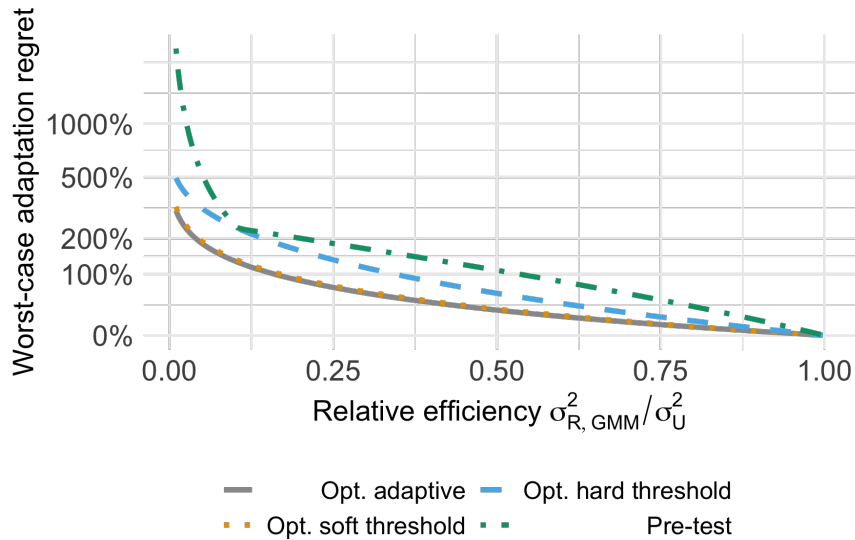 Worst-case adaptation regret
1000%
500%
200%
100%
0%
0.00 0.25 0.50 0.75 1.00
Relative efficiency σ²R, GMM/σ²U
Opt. adaptive Opt. hard threshold
Opt. soft threshold Pre-test